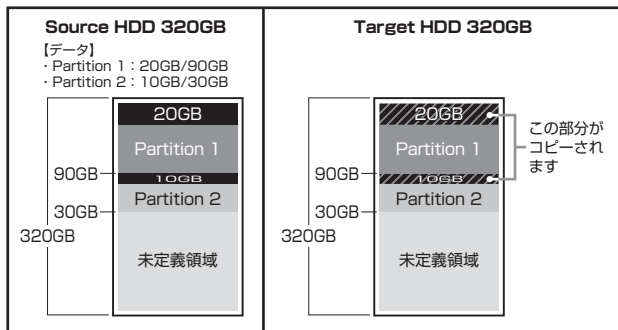 Source HDD 320GB
【データ】
・Partition 1：20GB/90GB
・Partition 2：10GB/30GB
20GB
Partition 1
90GB
10GB
Partition 2
30GB
320GB
未定義領域
Target HDD 320GB
20GB
Partition 1
90GB
10GB
Partition 2
30GB
320GB
未定義領域
この部分が
コピーされ
ます